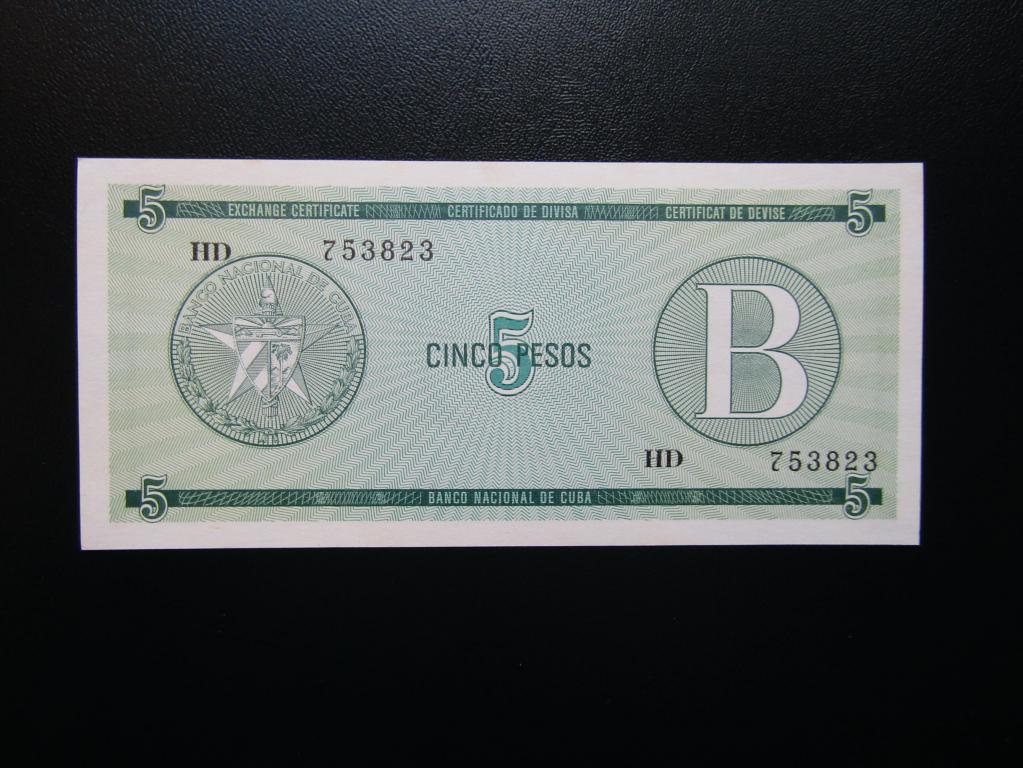 5 EXCHANGE CERTIFICATE CERTIFICADO DE DIVISA CERTIFICAT DE DEVISE 5
HD 753823
BANCO NACIONAL DE CUBA
5
CINCO PESOS
B
HD 753823
5 BANCO NACIONAL DE CUBA 5